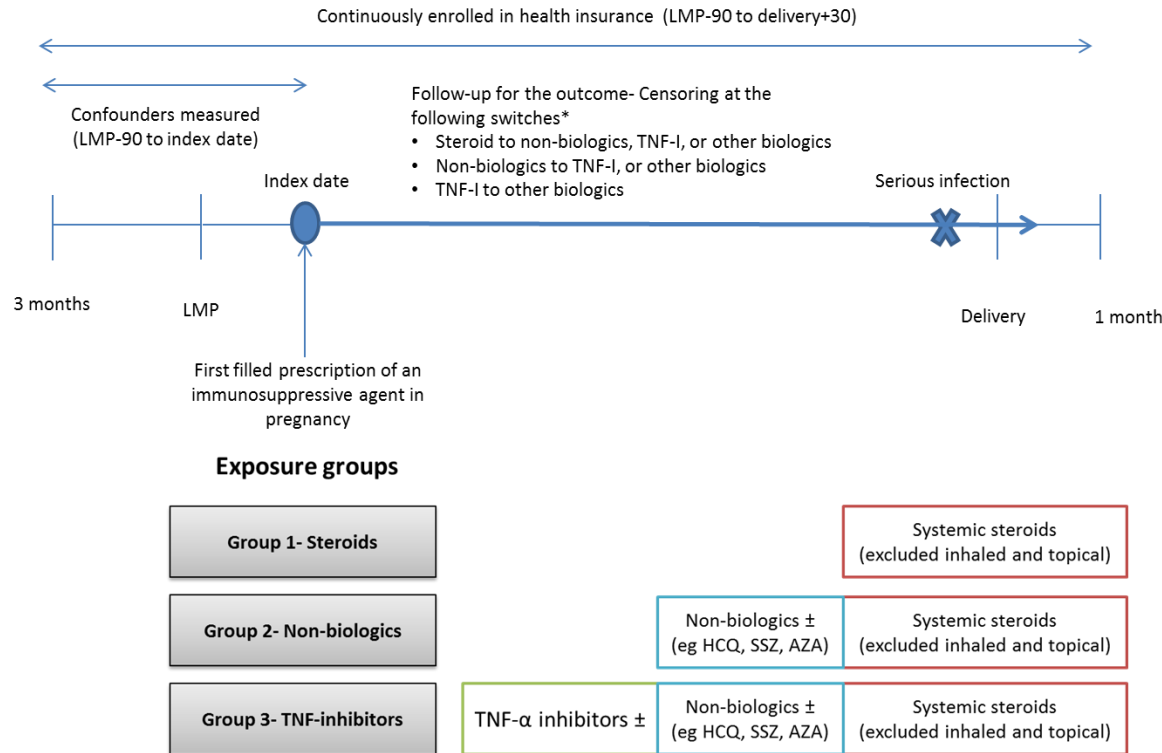 Continuously enrolled in health insurance (LMP-90 to delivery+30)
Confounders measured
(LMP-90 to index date)
Follow-up for the outcome- Censoring at the
following switches*
• Steroid to non-biologics, TNF-I, or other biologics
• Non-biologics to TNF-I, or other biologics
• TNF-I to other biologics
Index date
Serious infection
3 months
LMP
Delivery
1 month
First filled prescription of an
immunosuppressive agent in
pregnancy
Exposure groups
Group 1- Steroids
Systemic steroids
(excluded inhaled and topical)
Group 2- Non-biologics
Non-biologics ±
(eg HCQ, SSZ, AZA)
Systemic steroids
(excluded inhaled and topical)
Group 3- TNF-inhibitors
TNF-α inhibitors ±
Non-biologics ±
(eg HCQ, SSZ, AZA)
Systemic steroids
(excluded inhaled and topical)